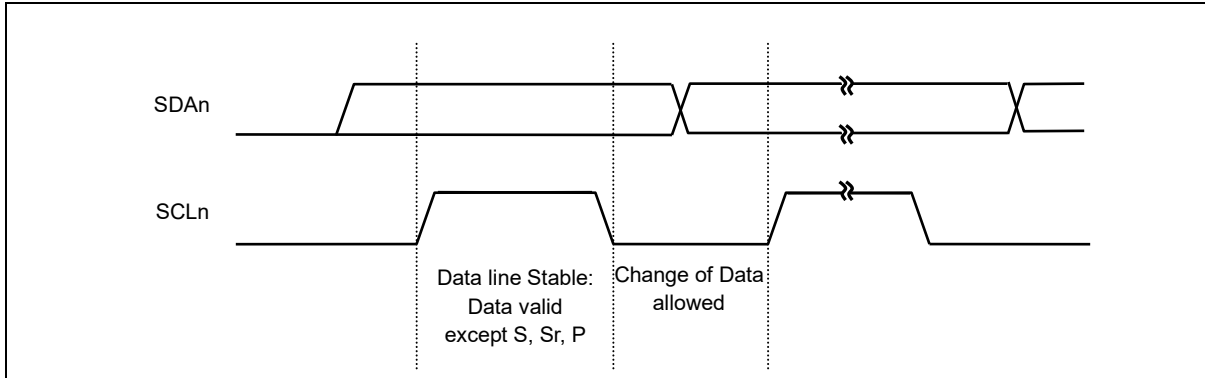 SDAn
SCLn
Data line Stable:
Data valid
except S, Sr, P
Change of Data
allowed